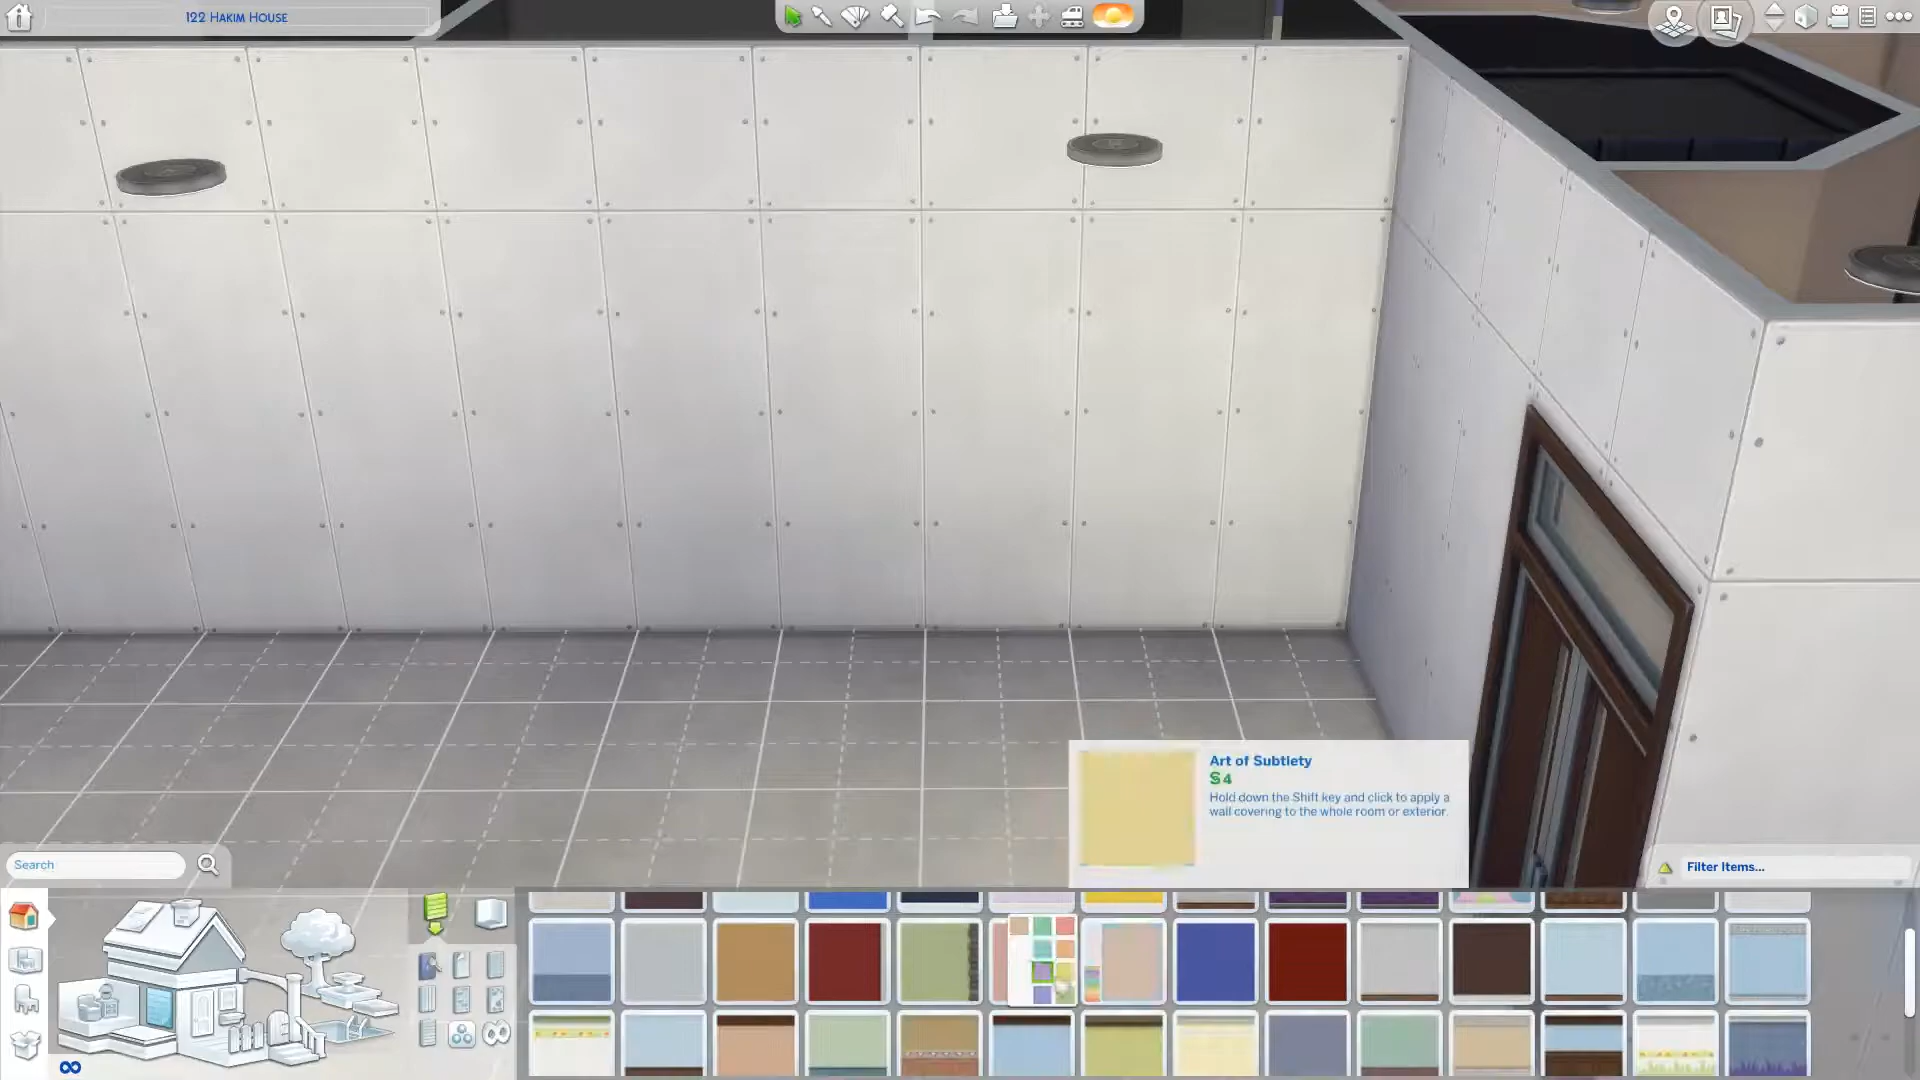 122 Hakim House
Art of Subtlety
§4
Hold down the Shift key and click to apply a
wall covering to the whole room or exterior.
Search
Filter Items...